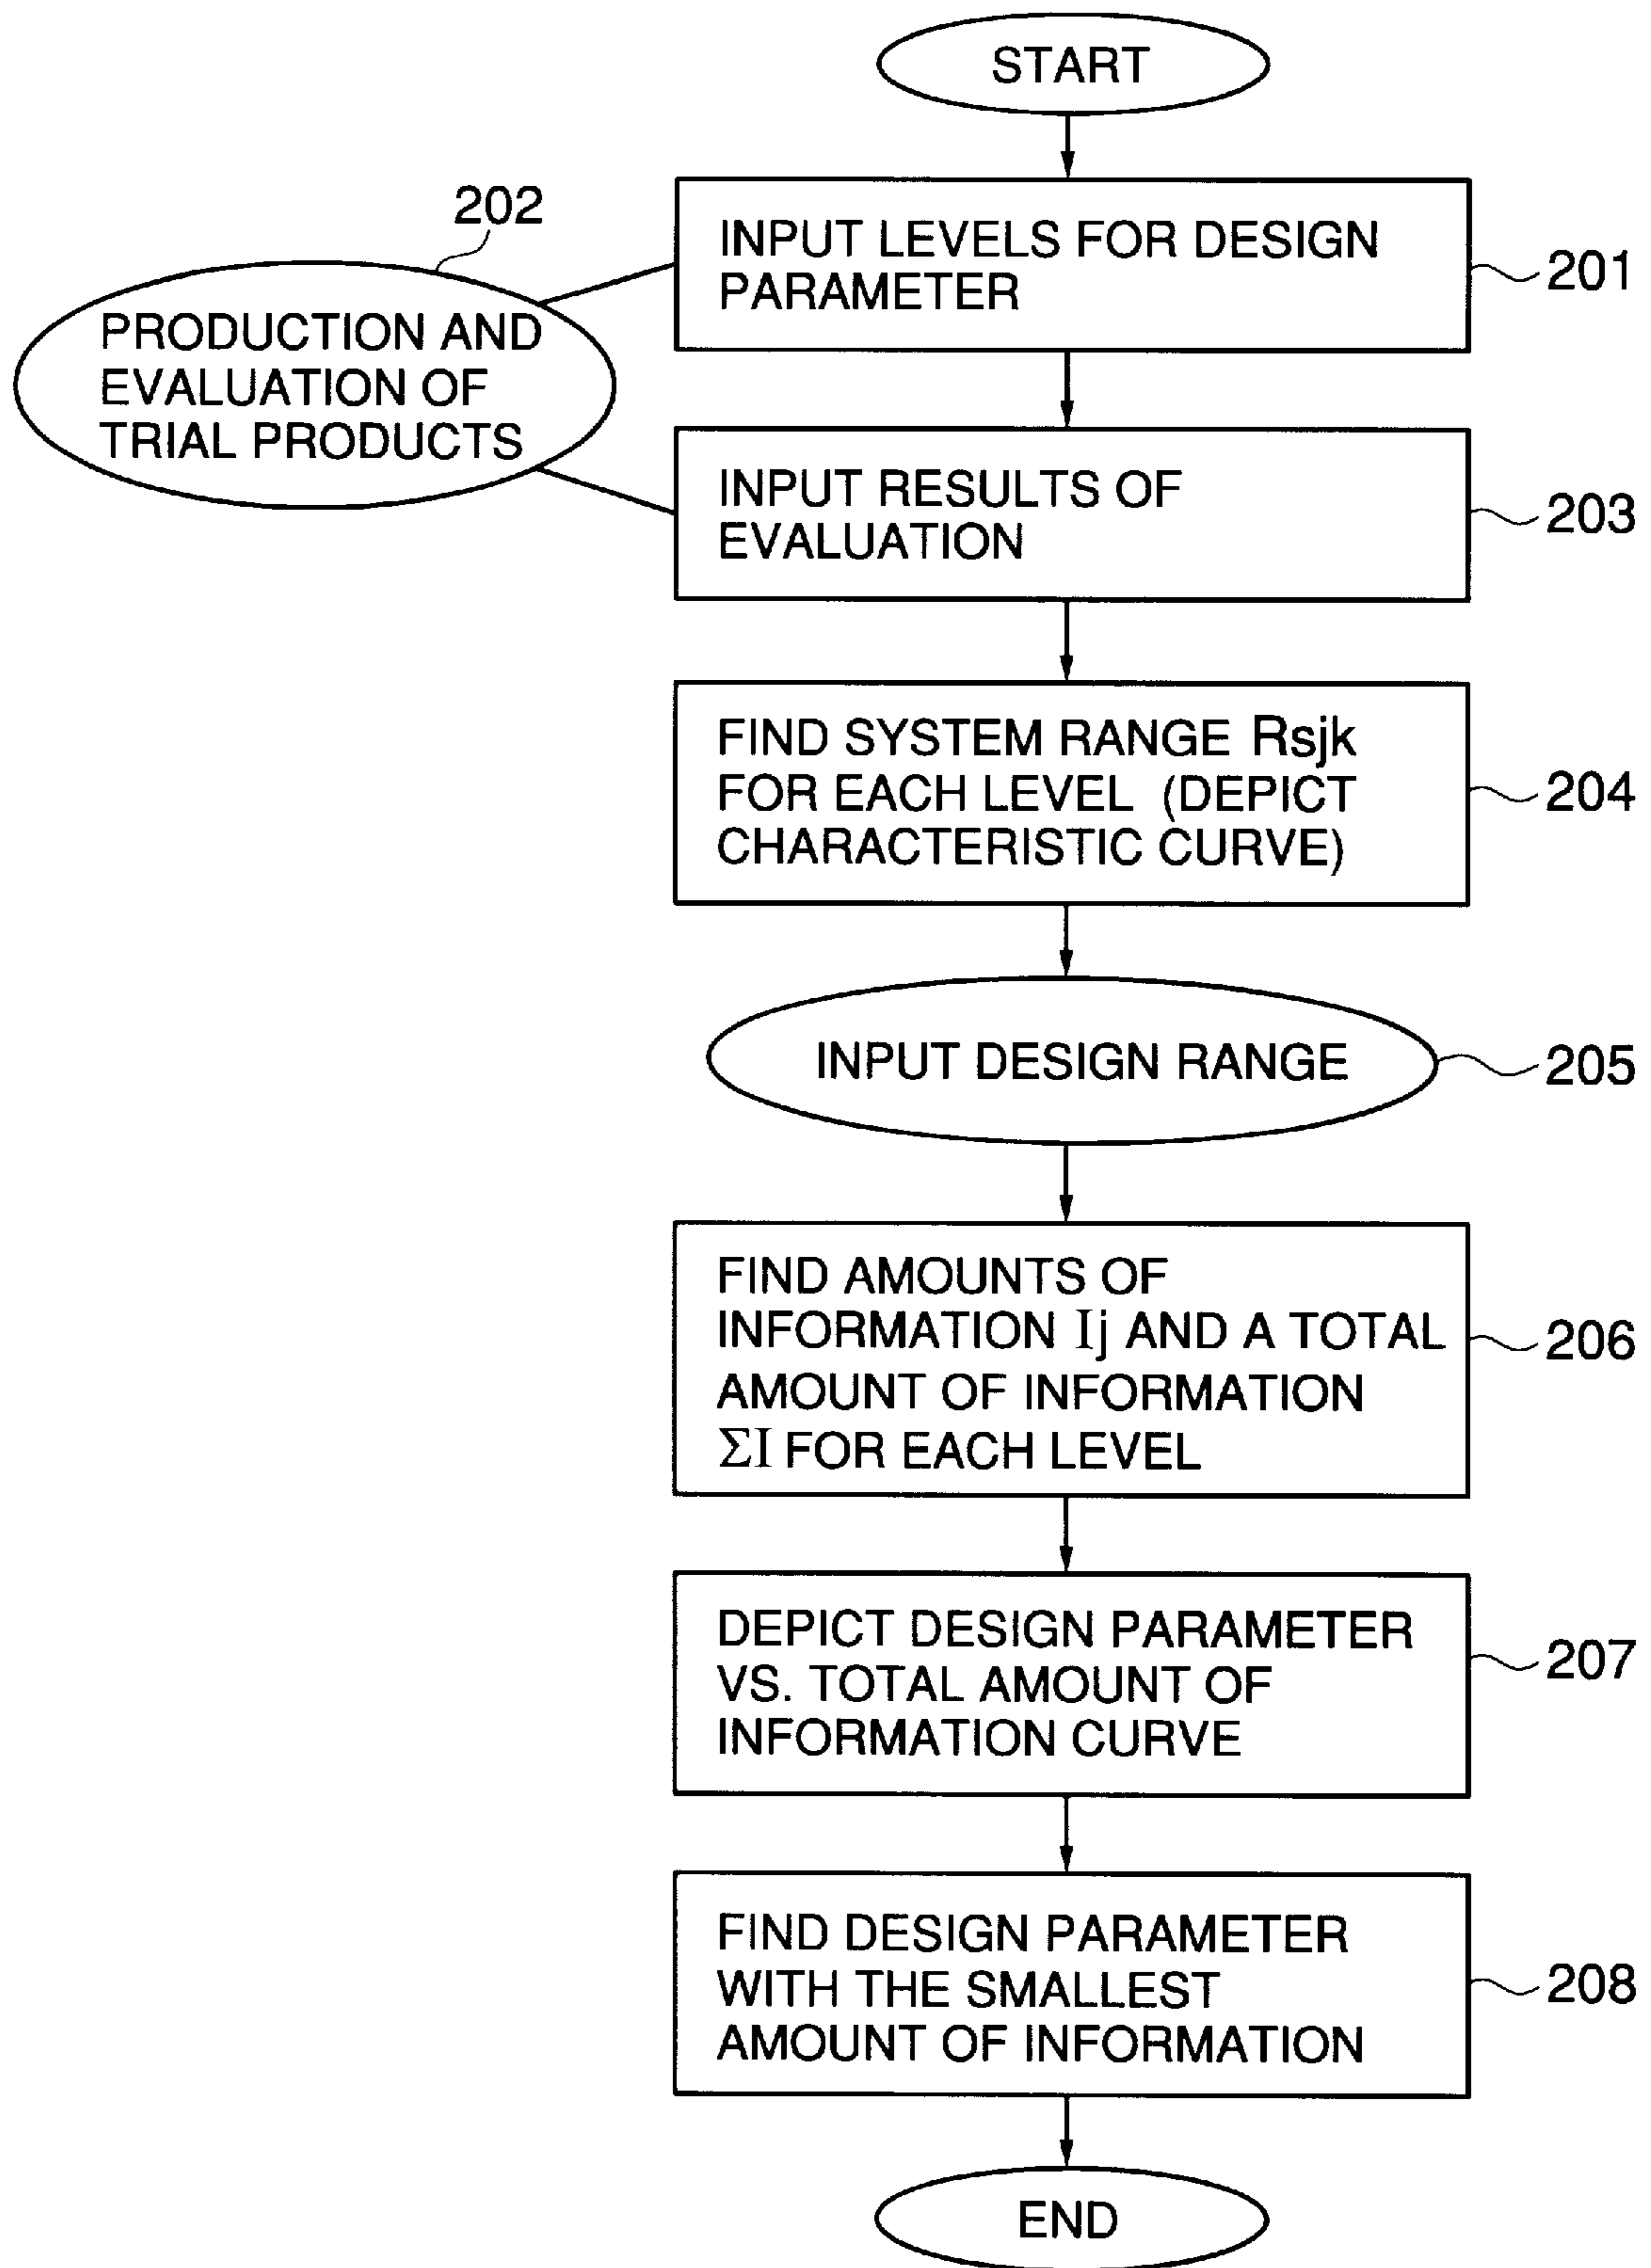 START
202
INPUT LEVELS FOR DESIGN
PARAMETER
201
PRODUCTION AND
EVALUATION OF
TRIAL PRODUCTS
INPUT RESULTS OF
EVALUATION
203
FIND SYSTEM RANGE Rsjk
FOR EACH LEVEL (DEPICT
CHARACTERISTIC CURVE)
204
INPUT DESIGN RANGE
205
FIND AMOUNTS OF
INFORMATION Ij AND A TOTAL
AMOUNT OF INFORMATION
ΣI FOR EACH LEVEL
206
DEPICT DESIGN PARAMETER
VS. TOTAL AMOUNT OF
INFORMATION CURVE
207
FIND DESIGN PARAMETER
WITH THE SMALLEST
AMOUNT OF INFORMATION
208
END